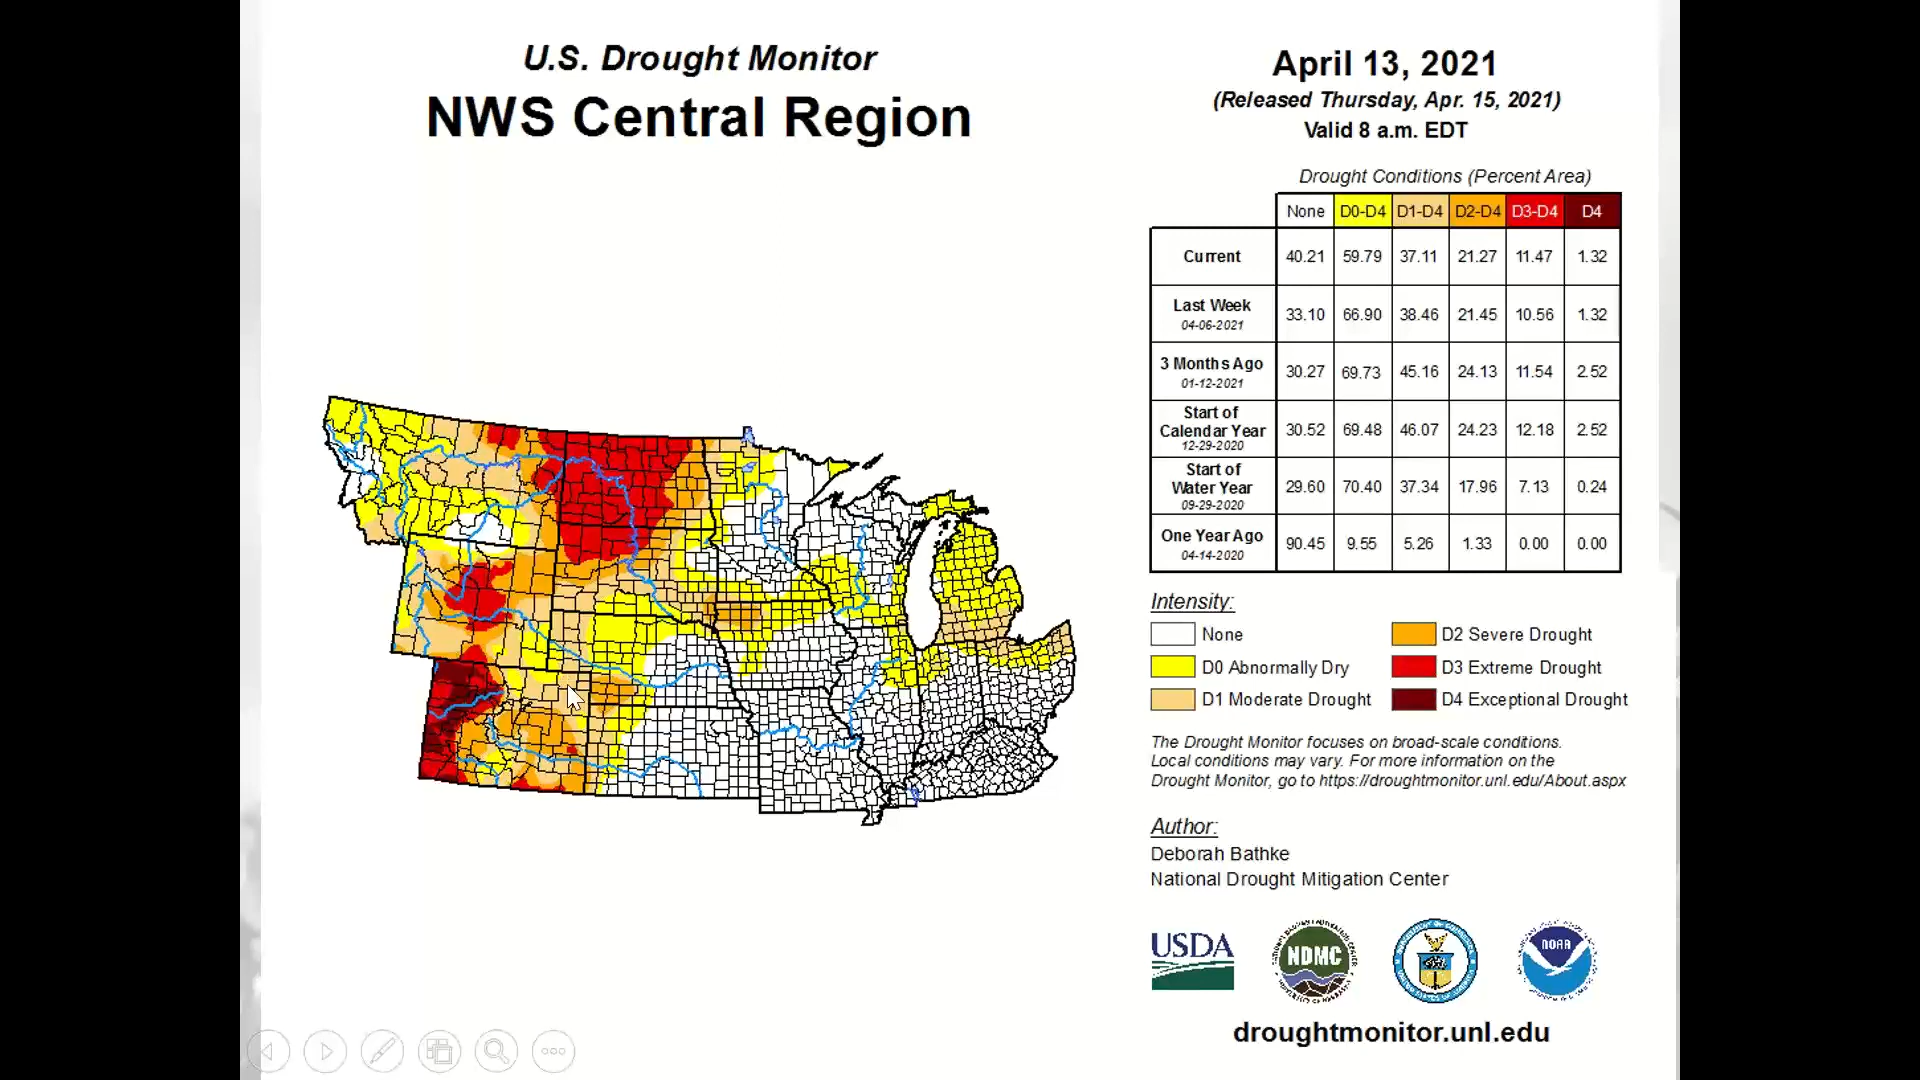 U.S. Drought Monitor
NWS Central Region
April 13, 2021
(Released Thursday, Apr. 15, 2021)
Valid 8 a.m. EDT
Drought Conditions (Percent Area)
None D0-D4 D1-D4 D2-D4 D3-D4 D4
Current 40.21 59.79 37.11 21.27 11.47 1.32
Last Week 04-06-2021 33.10 66.90 38.46 21.45 10.56 1.32
3 Months Ago 01-12-2021 30.27 69.73 45.16 24.13 11.54 2.52
Start of Calendar Year 12-29-2020 30.52 69.48 46.07 24.23 12.18 2.52
Start of Water Year 09-29-2020 29.60 70.40 37.34 17.96 7.13 0.24
One Year Ago 04-14-2020 90.45 9.55 5.26 1.33 0.00 0.00
Intensity:
None
D0 Abnormally Dry
D1 Moderate Drought
D2 Severe Drought
D3 Extreme Drought
D4 Exceptional Drought
The Drought Monitor focuses on broad-scale conditions.
Local conditions may vary. For more information on the
Drought Monitor, go to https://droughtmonitor.unl.edu/About.aspx
Author:
Deborah Bathke
National Drought Mitigation Center
USDA
NDMC
NOAA
droughtmonitor.unl.edu